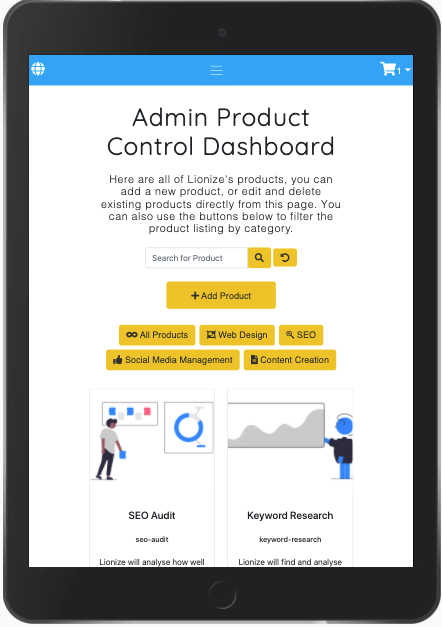 1
Admin Product
Control Dashboard
Here are all of Lionize's products, you can
add a new product, or edit and delete
existing products directly from this page. You
can also use the buttons below to filter the
product listing by category.
Search for Product
Add Product
All Products Web Design SEO
Social Media Management Content Creation
SEO Audit Keyword Research
seo-audit keyword-research
Lionize will analyse how well Lionize will find and analyse